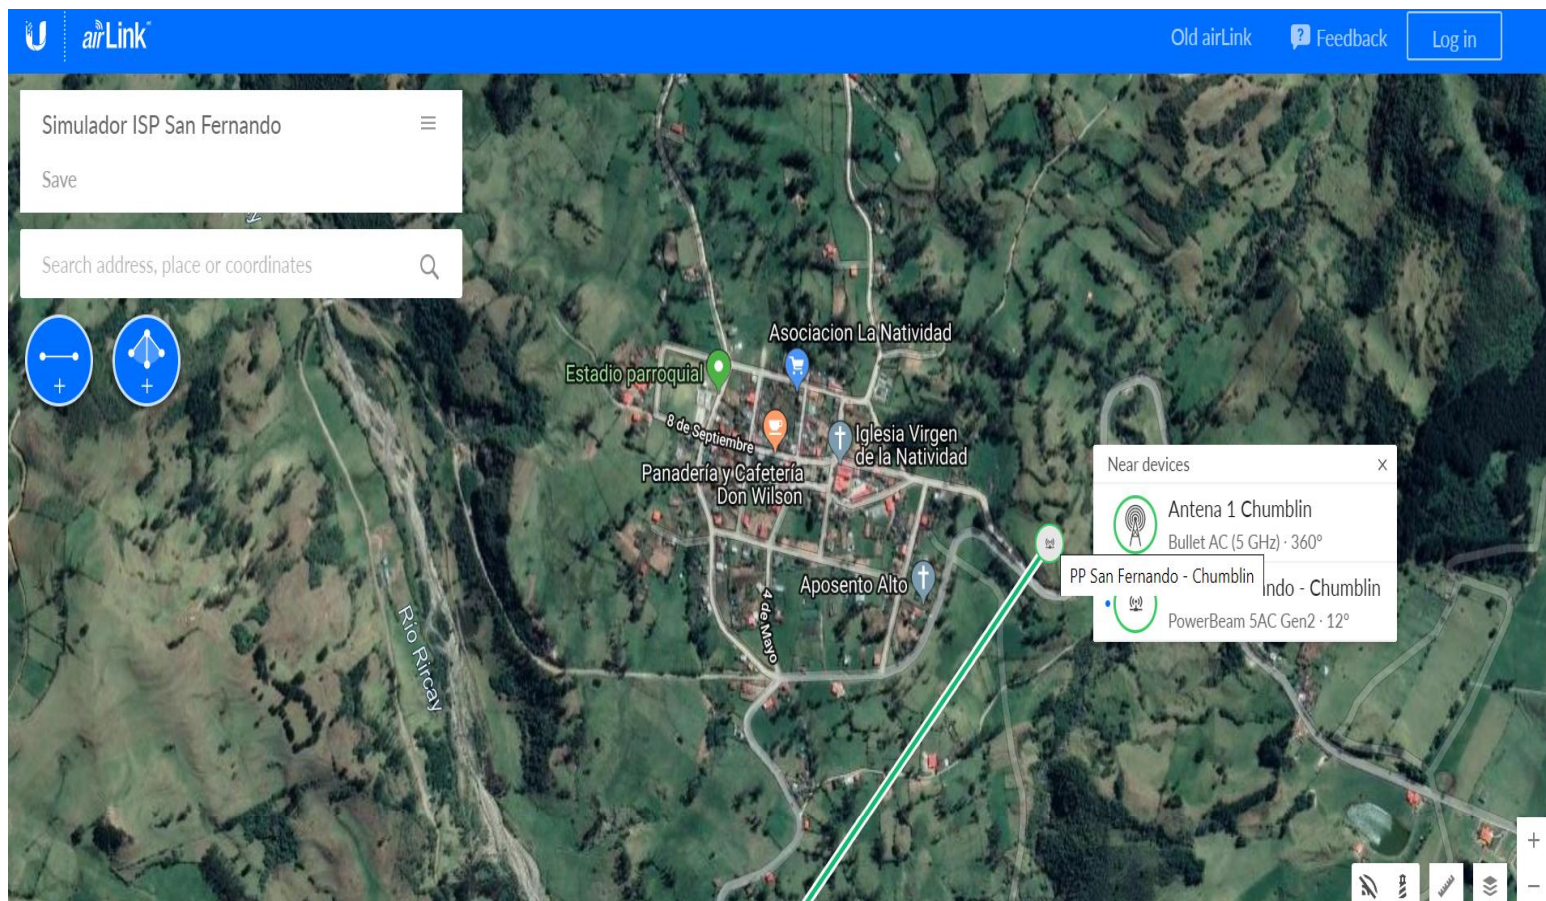 airLink
Old airLink
Feedback
Log in
Simulador ISP San Fernando
Save
Search address, place or coordinates
Asociacion La Natividad
Estadio parroquial
8 de Septiembre
Iglesia Virgen
de la Natividad
Panadería y Cafetería
Don Wilson
Near devices
Antena 1 Chumblin
Bullet AC (5 GHz) · 360°
PP San Fernando - Chumblin
ndo - Chumblin
PowerBeam 5AC Gen2 · 12°
Aposento Alto
4 de Mayo
Rio Rircay